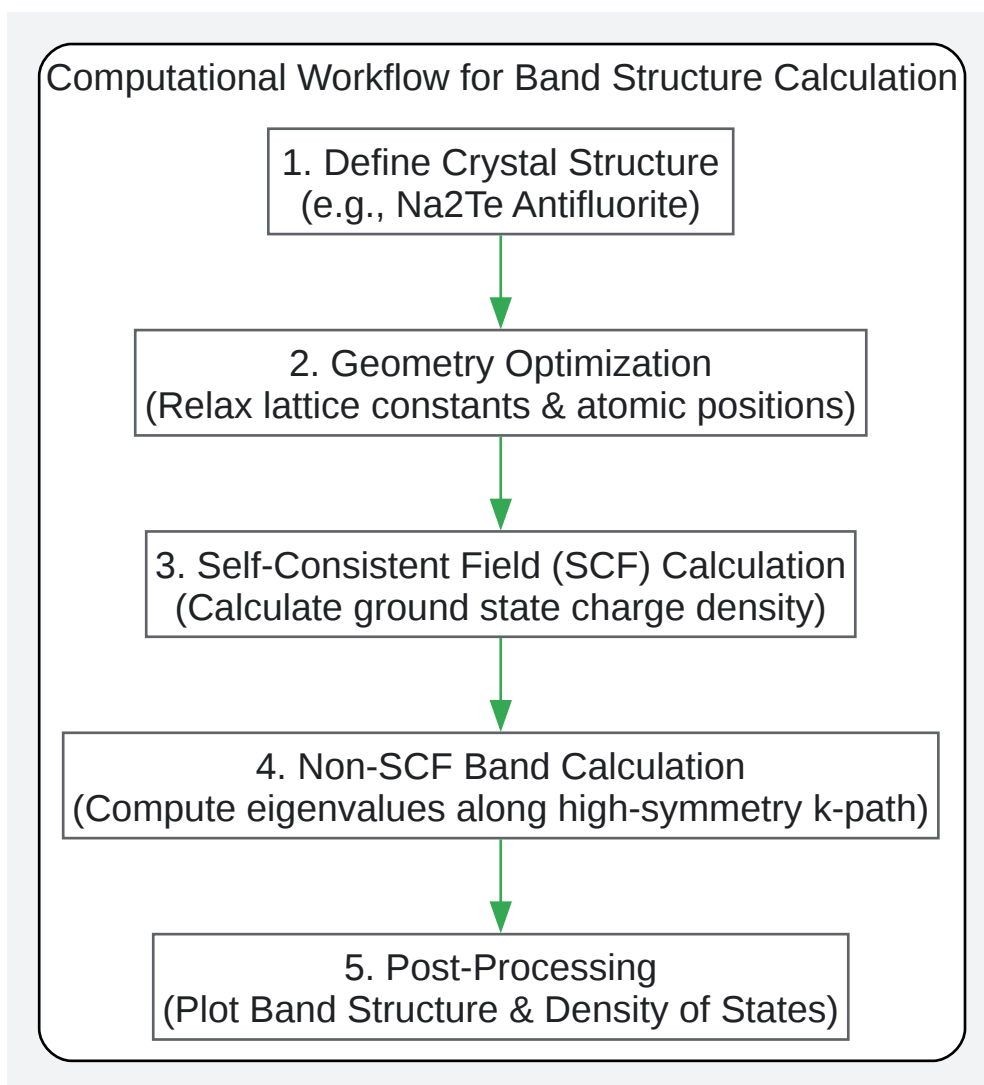 Computational Workflow for Band Structure Calculation
1. Define Crystal Structure
(e.g., Na2Te Antifluorite)
2. Geometry Optimization
(Relax lattice constants & atomic positions)
3. Self-Consistent Field (SCF) Calculation
(Calculate ground state charge density)
4. Non-SCF Band Calculation
(Compute eigenvalues along high-symmetry k-path)
5. Post-Processing
(Plot Band Structure & Density of States)